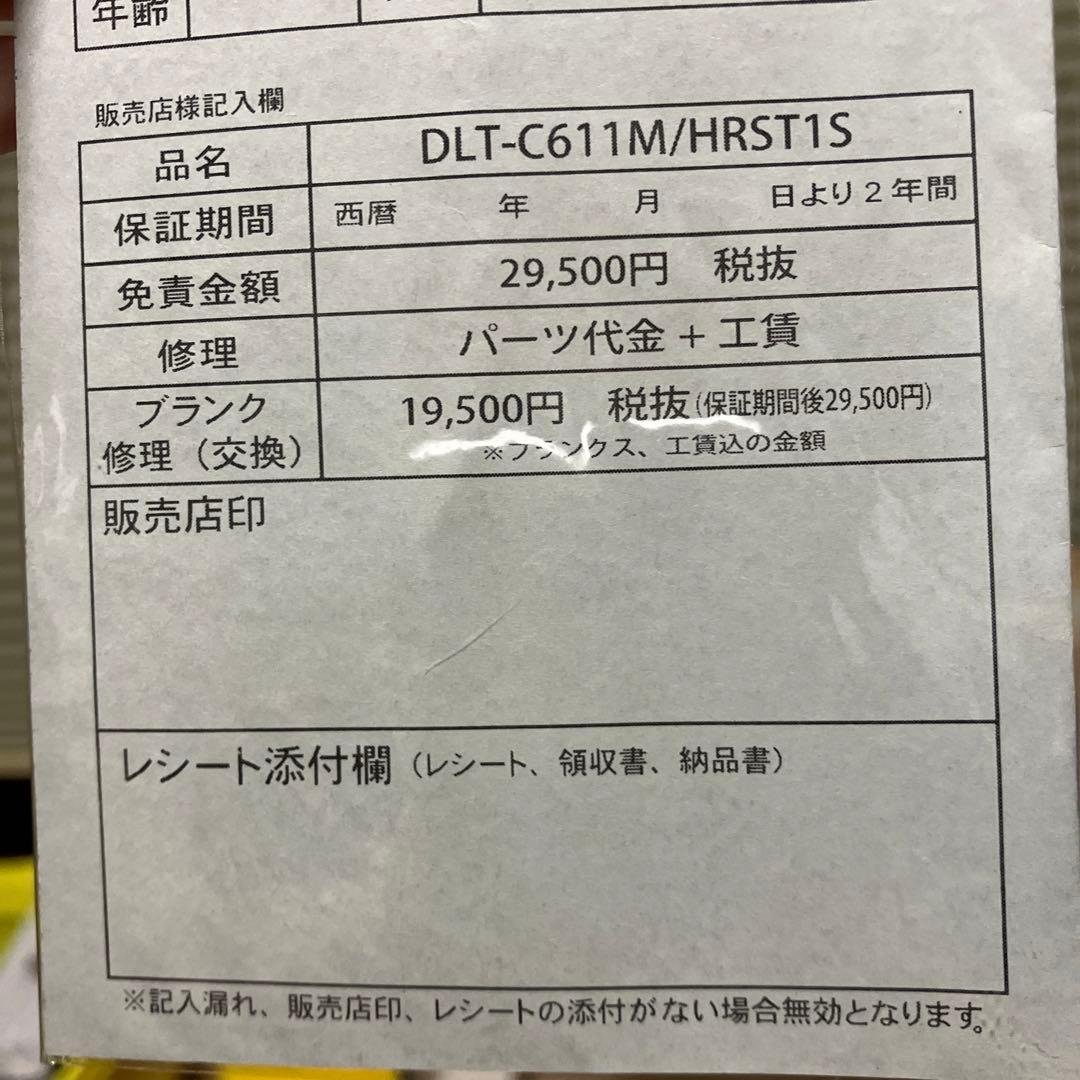 年齢
販売店様記入欄
品名 DLT-C611M/HRST1S
保証期間 西暦 年 月 日より2年間
免責金額 29,500円 税抜
修理 パーツ代金+工賃
ブランク
修理(交換) 19,500円 税抜(保証期間後29,500円)
※ブランクス、工賃込の金額
販売店印
レシート添付欄(レシート、領収書、納品書)
※記入漏れ、販売店印、レシートの添付がない場合無効となります。